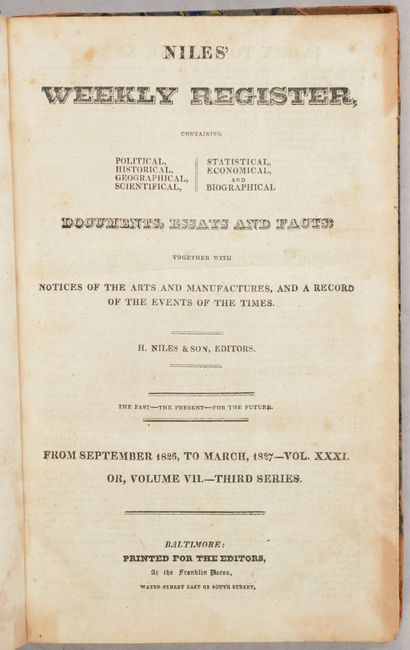 NILES'
WEEKLY REGISTER,
CONTAINING
POLITICAL,
HISTORICAL,
GEOGRAPHICAL,
SCIENTIFICAL,
STATISTICAL,
ECONOMICAL,
AND
BIOGRAPHICAL
DOCUMENTS, ESSAYS AND FACTS;
TOGETHER WITH
NOTICES OF THE ARTS AND MANUFACTURES, AND A RECORD
OF THE EVENTS OF THE TIMES.
H. NILES & SON, EDITORS.
THE PAST—THE PRESENT—FOR THE FUTURE.
FROM SEPTEMBER 1826, TO MARCH, 1827—VOL. XXXI.
OR, VOLUME VII.—THIRD SERIES.
BALTIMORE:
PRINTED FOR THE EDITORS,
At the Franklin Press,
WATER-STREET EAST OF SOUTH STREET,